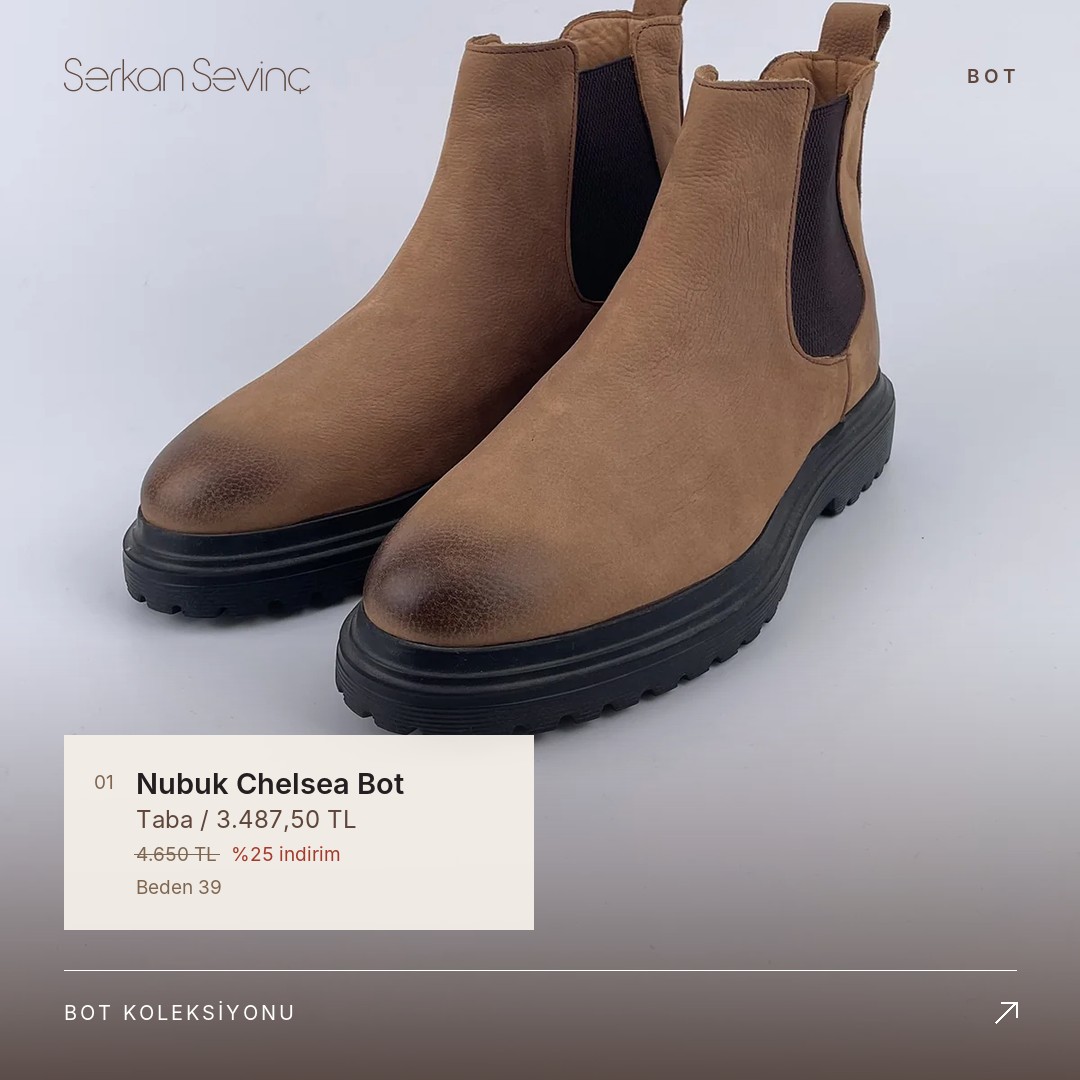 Serkan Sevinç
BOT
01
Nubuk Chelsea Bot
Taba / 3.487,50 TL
4.650 TL %25 indirim
Beden 39
BOT KOLEKSİYONU